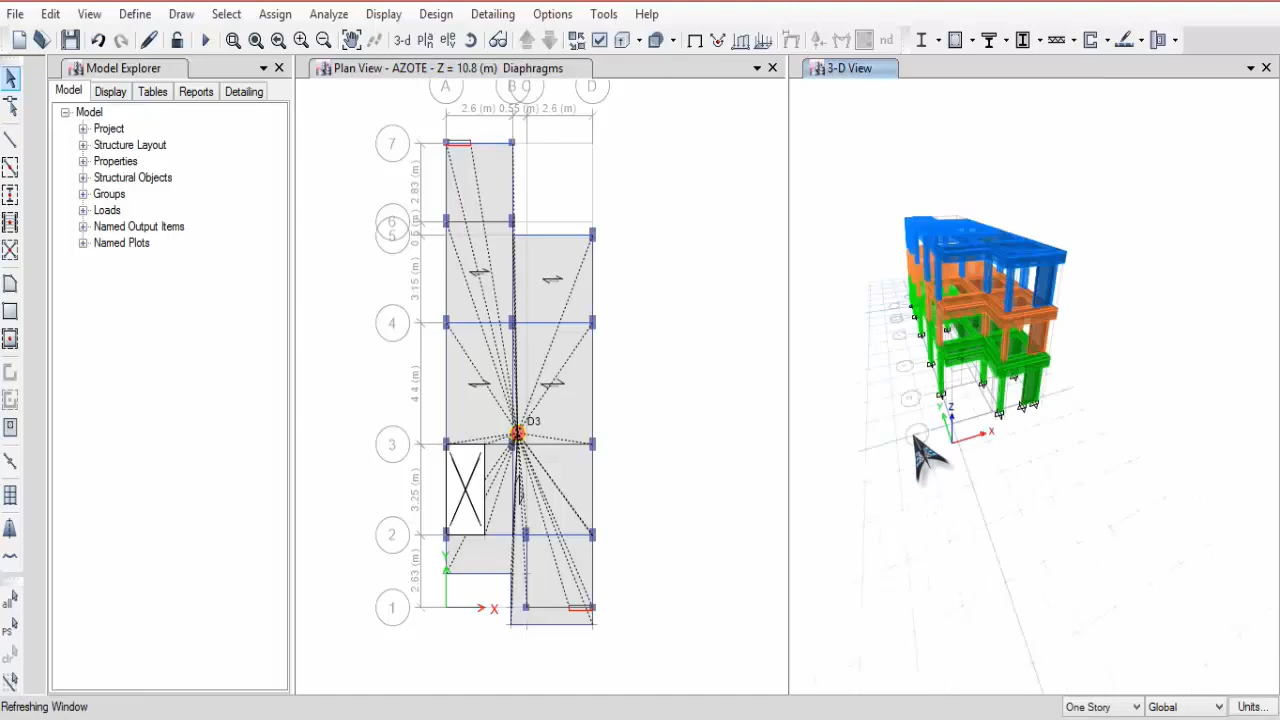 File Edit View Define Draw Select Assign Analyze Display Design Detailing Options Tools Help
3-d nd
Model Explorer
Model Display Tables Reports Detailing
Model
Project
Structure Layout
Properties
Structural Objects
Groups
Loads
Named Output Items
Named Plots
Plan View - AZOTE - Z = 10.8 (m) Diaphragms
A B C D
2.6 (m) 0.55 (m) 2.6 (m)
7
2.83 (m)
6
5
3.15 (m)
4
4.4 (m)
D3
3
3.25 (m)
2
2.63 (m)
Y
1
X
3-D View
Y Z
X
Refreshing Window
One Story Global Units...